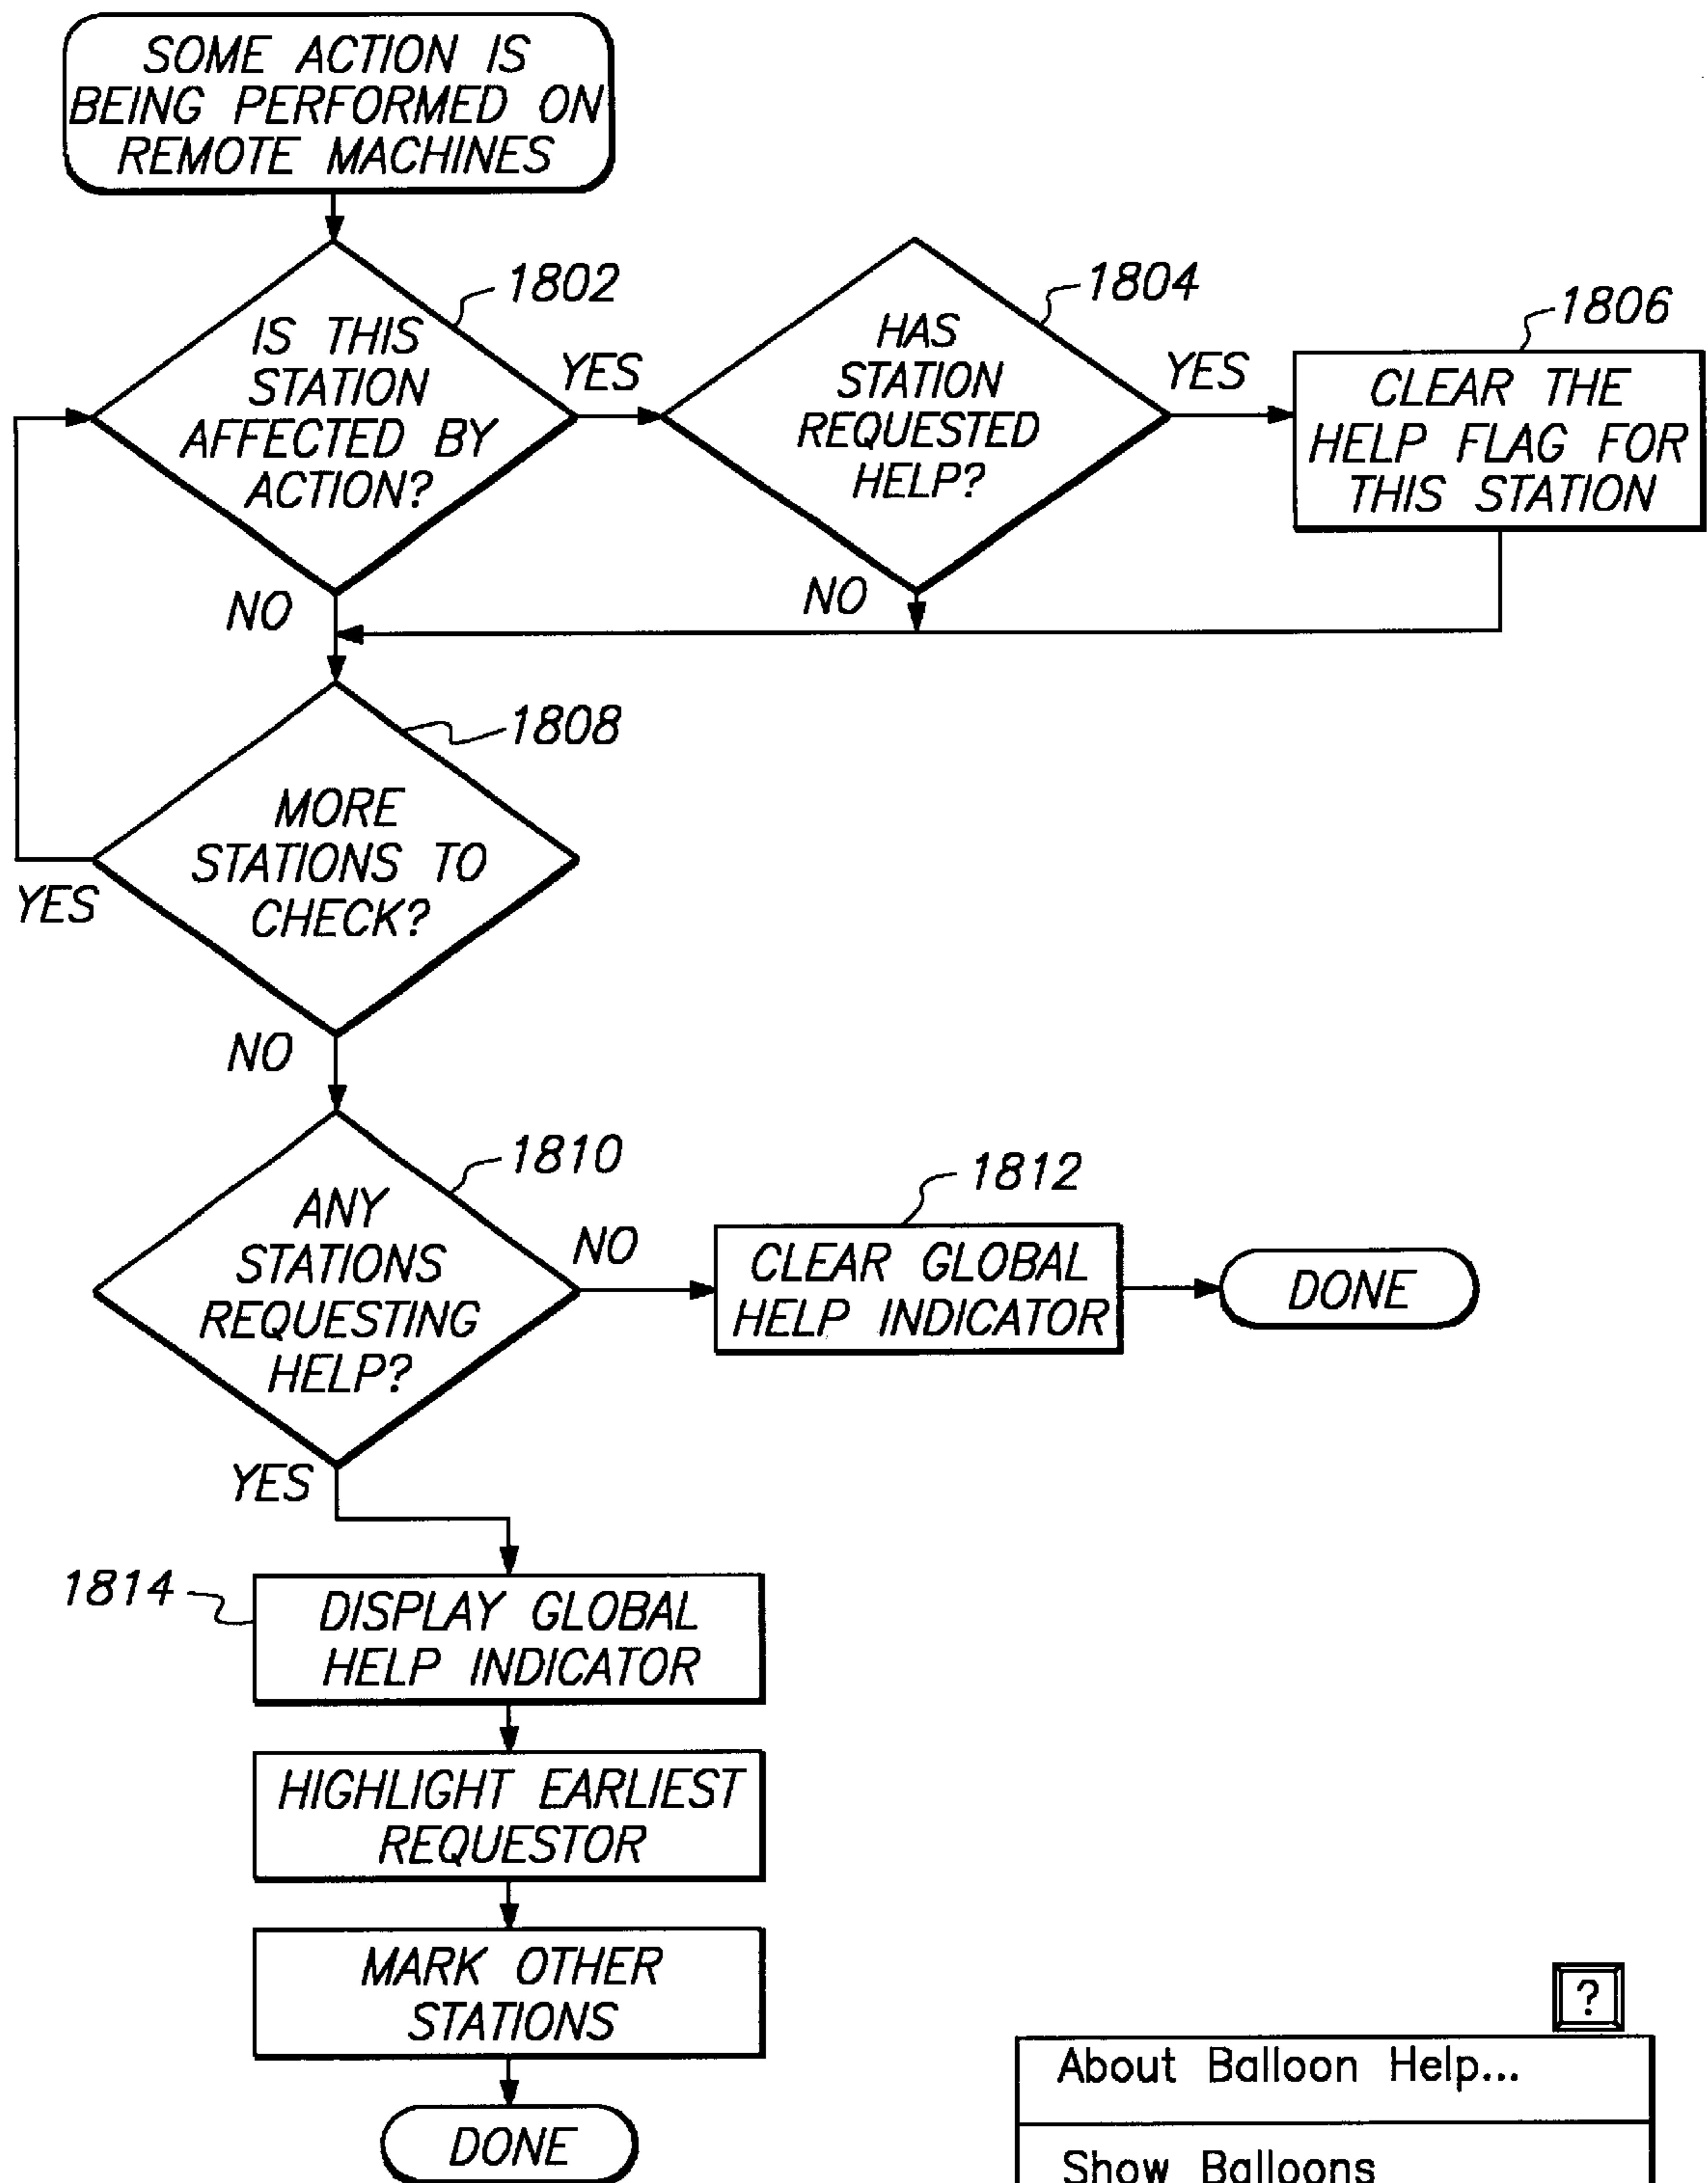 SOME ACTION IS
BEING PERFORMED ON
REMOTE MACHINES
1802
IS THIS
STATION
AFFECTED BY
ACTION?
YES
NO
1804
HAS
STATION
REQUESTED
HELP?
YES
NO
1806
CLEAR THE
HELP FLAG FOR
THIS STATION
1808
MORE
STATIONS TO
CHECK?
YES
NO
1810
ANY
STATIONS
REQUESTING
HELP?
NO
YES
1812
CLEAR GLOBAL
HELP INDICATOR
DONE
1814
DISPLAY GLOBAL
HELP INDICATOR
HIGHLIGHT EARLIEST
REQUESTOR
MARK OTHER
STATIONS
DONE
?
About Balloon Help...
Show Balloons